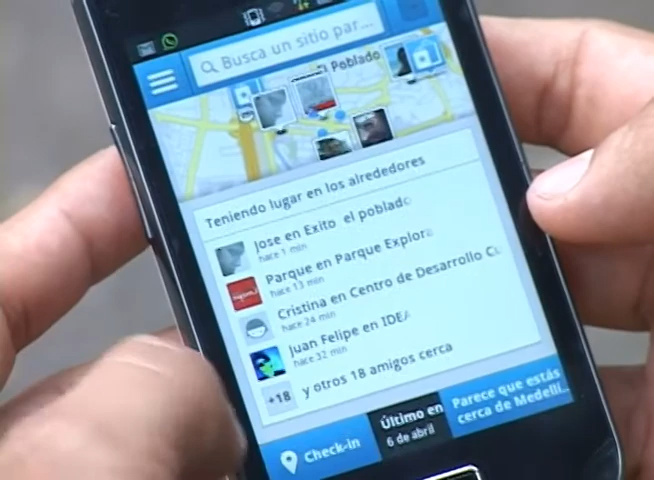 Busca un sitio par...
El Poblado
Teniendo lugar en los alrededores
Jose en Exito el poblado
hace 1 min
Parque en Parque Explora
hace 13 min
Cristina en Centro de Desarrollo Cu
hace 24 min
Juan Felipe en IDEA
hace 32 min
+18 y otros 18 amigos cerca
Check-in
Último en
6 de abril
Parece que estás
cerca de Medellí...